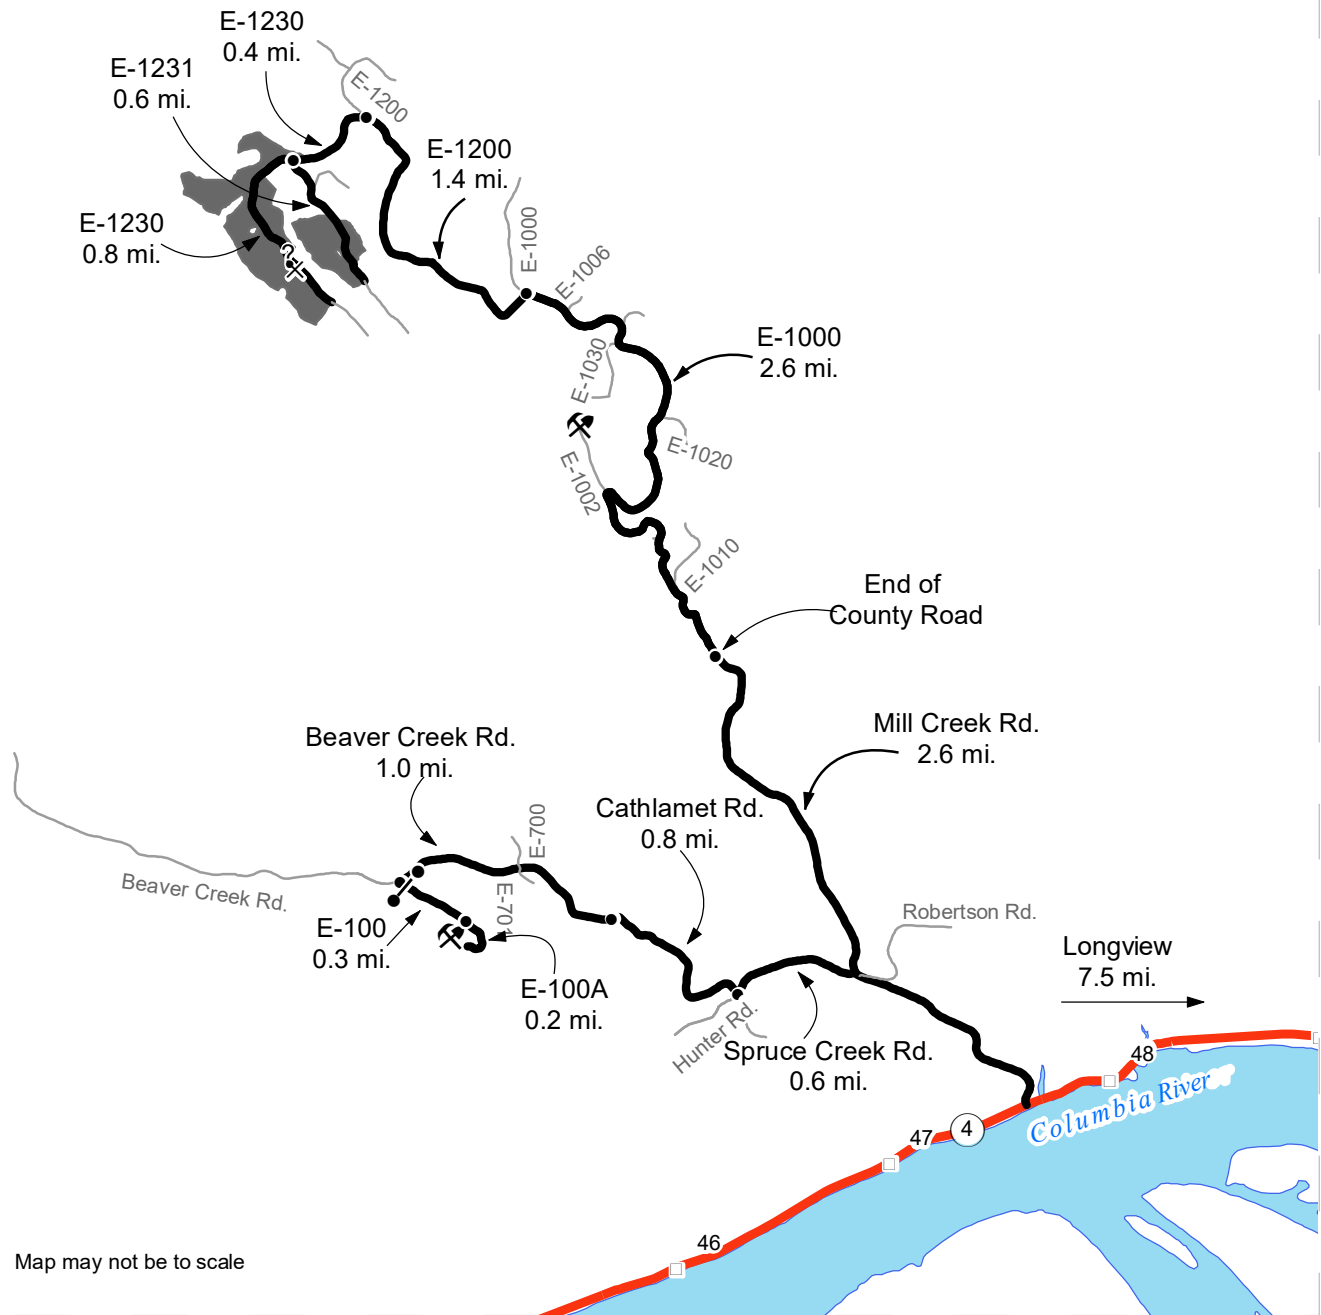 E-1230
0.4 mi.
E-1231
0.6 mi.
E-1200
E-1200
1.4 mi.
E-1230
0.8 mi.
?
E-1000
E-1006
E-1000
2.6 mi.
E-1030
E-1020
E-1002
E-1010
End of
County Road
Mill Creek Rd.
2.6 mi.
Beaver Creek Rd.
1.0 mi.
Cathlamet Rd.
0.8 mi.
E-700
Beaver Creek Rd.
E-701
E-100
0.3 mi.
E-100A
0.2 mi.
Robertson Rd.
Longview
7.5 mi.
Hunter Rd.
Spruce Creek Rd.
0.6 mi.
48
Columbia River
47
4
46
Map may not be to scale